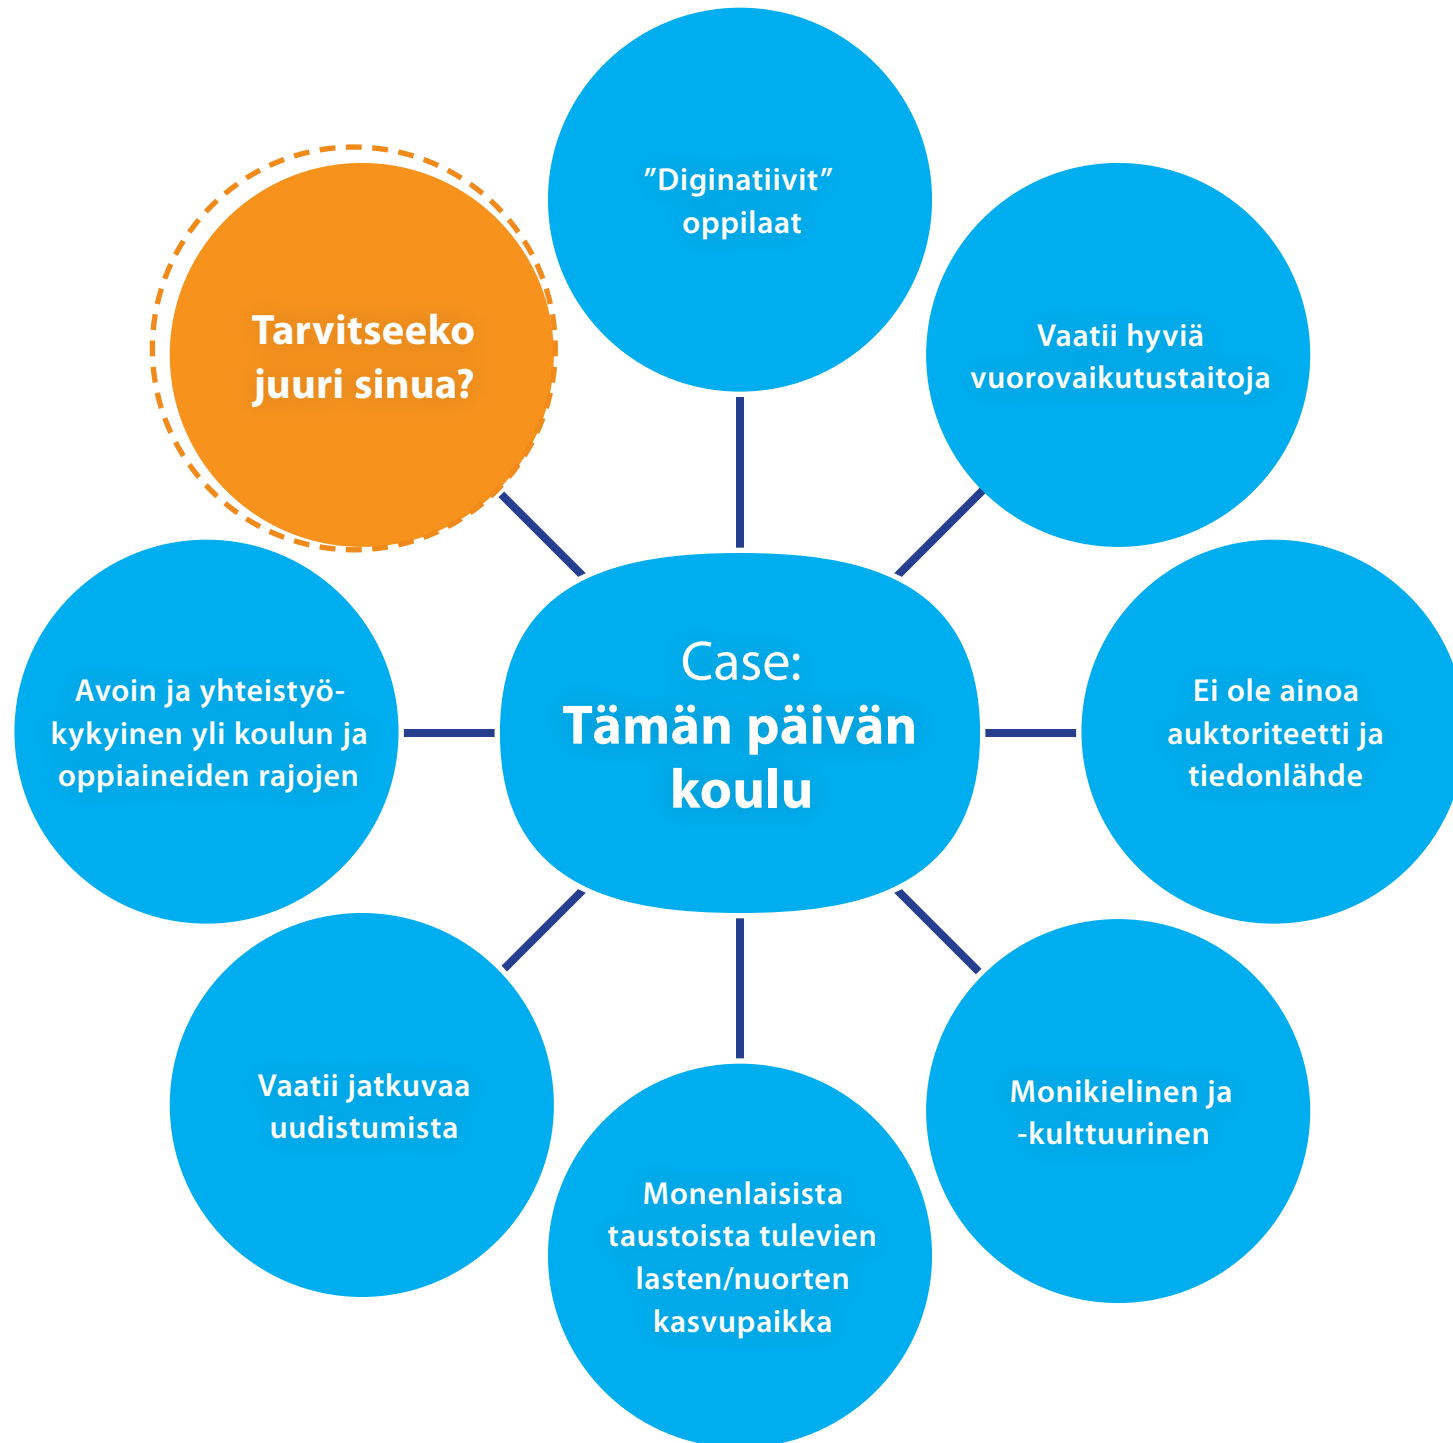 ”Diginatiivit”
oppilaat
Tarvitseeko
juuri sinua?
Vaatii hyviä
vuorovaikutustaitoja
Case:
Tämän päivän
koulu
Avoin ja yhteistyö-
kykyinen yli koulun ja
oppiaineiden rajojen
Ei ole ainoa
auktoriteetti ja
tiedonlähde
Vaatii jatkuvaa
uudistumista
Monikielinen ja
-kulttuurinen
Monenlaisista
taustoista tulevien
lasten/nuorten
kasvupaikka